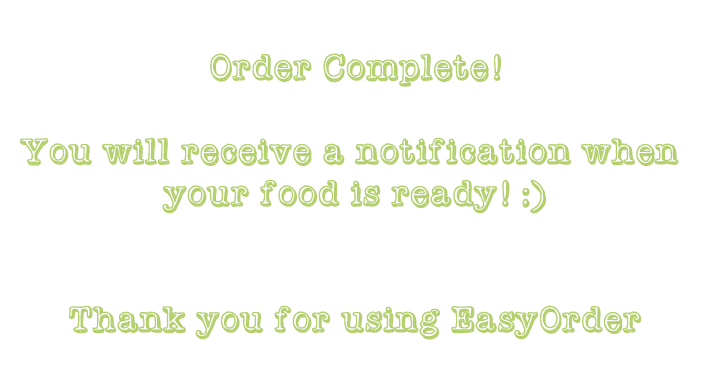 Order Complete!
You will receive a notification when
your food is ready! :)
Thank you for using EasyOrder